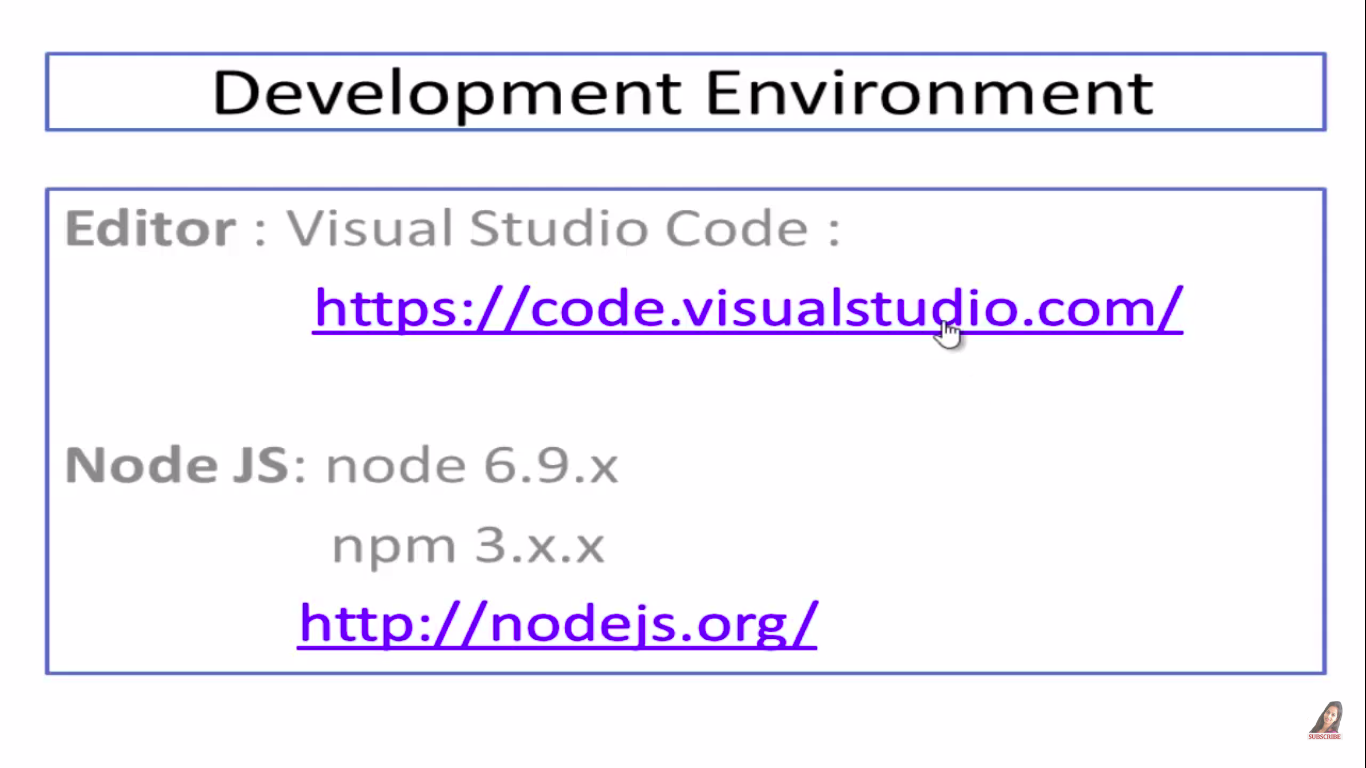 Development Environment
Editor : Visual Studio Code :
https://code.visualstudio.com/
Node JS: node 6.9.x
npm 3.x.x
http://nodejs.org/
SUBSCRIBE